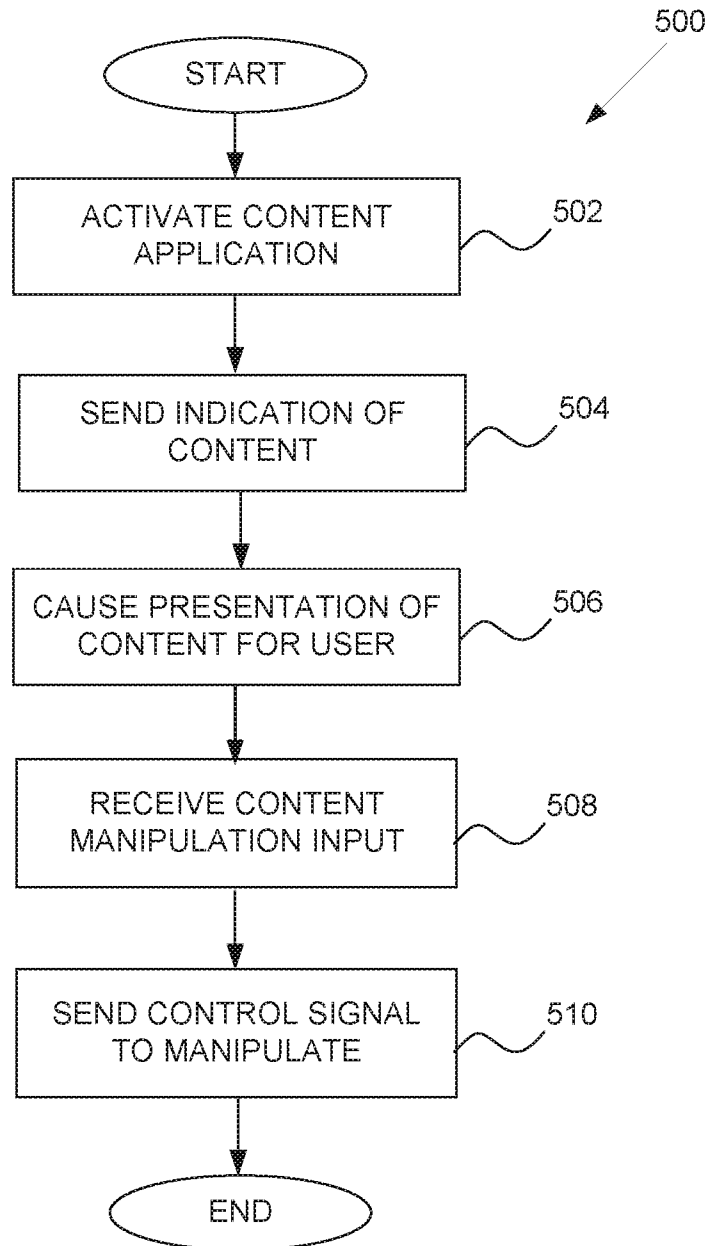 500
START
ACTIVATE CONTENT
APPLICATION
502
SEND INDICATION OF
CONTENT
504
CAUSE PRESENTATION OF
CONTENT FOR USER
506
RECEIVE CONTENT
MANIPULATION INPUT
508
SEND CONTROL SIGNAL
TO MANIPULATE
510
END